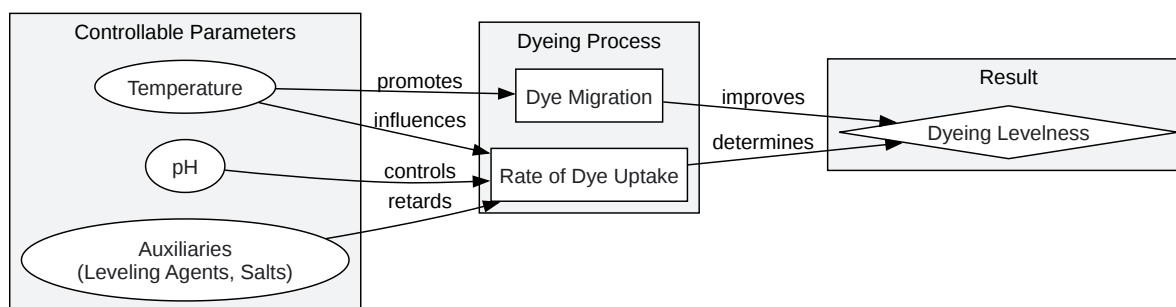 Controllable Parameters
Temperature
pH
Auxiliaries
(Leveling Agents, Salts)
promotes
influences
controls
retards
Dyeing Process
Dye Migration
Rate of Dye Uptake
improves
determines
Result
Dyeing Levelness